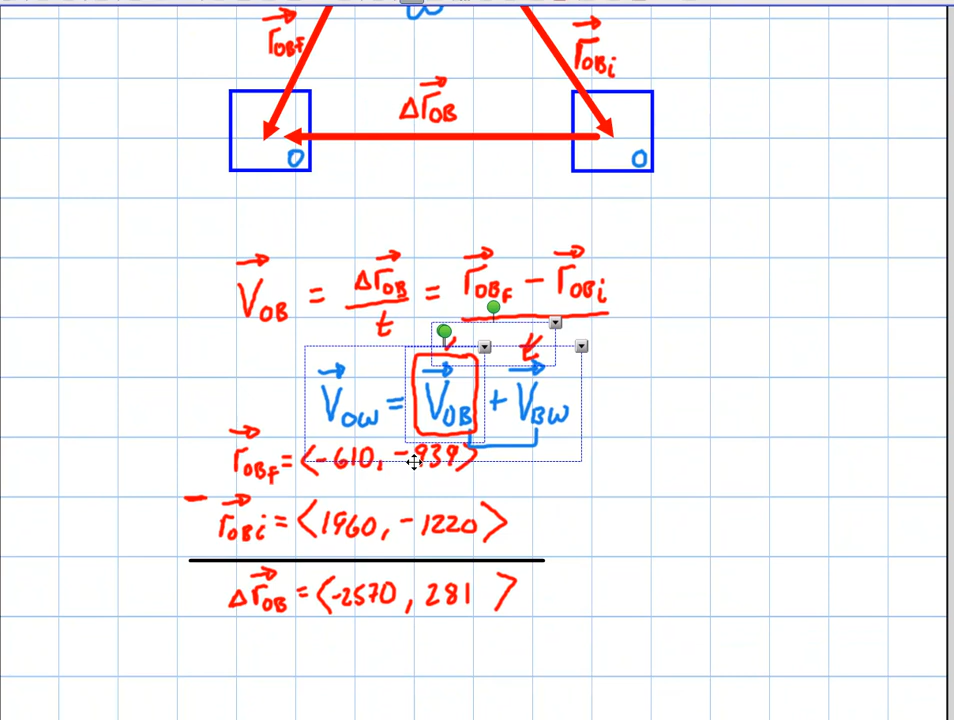 r⃗OBf r⃗OBi
Δr⃗OB
O O
V⃗OB = Δr⃗OB / t = r⃗OBf - r⃗OBi / t
V⃗OW = V⃗OB + V⃗BW
r⃗OBf = ⟨-610, -939⟩
- r⃗OBi = ⟨1960, -1220⟩
Δr⃗OB = ⟨-2570, 281⟩